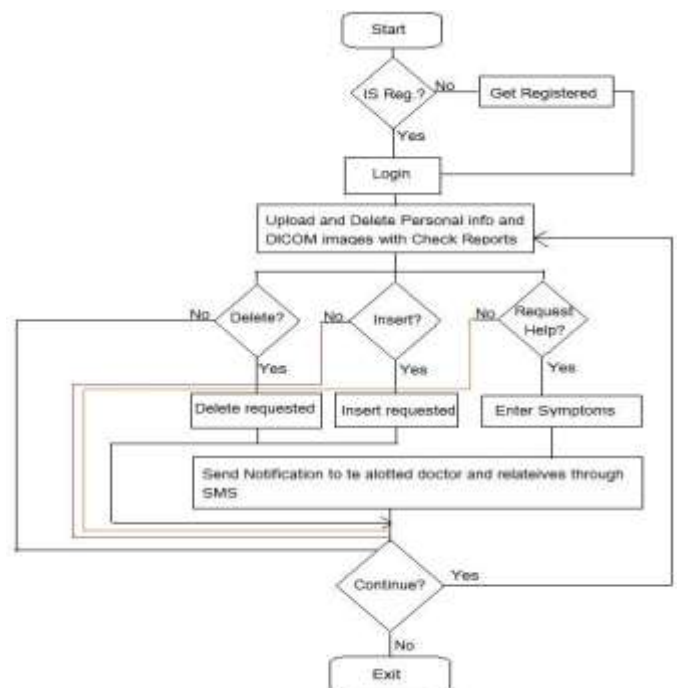 Start
IS Reg.?
No
Get Registered
Yes
Login
Upload and Delete Personal info and
DICOM images with Check Reports
No
Delete?
No
Insert?
No
Request
Help?
Yes
Yes
Yes
Delete requested
Insert requested
Enter Symptoms
Send Notification to te alotted doctor and relateives through
SMS
Continue?
Yes
No
Exit